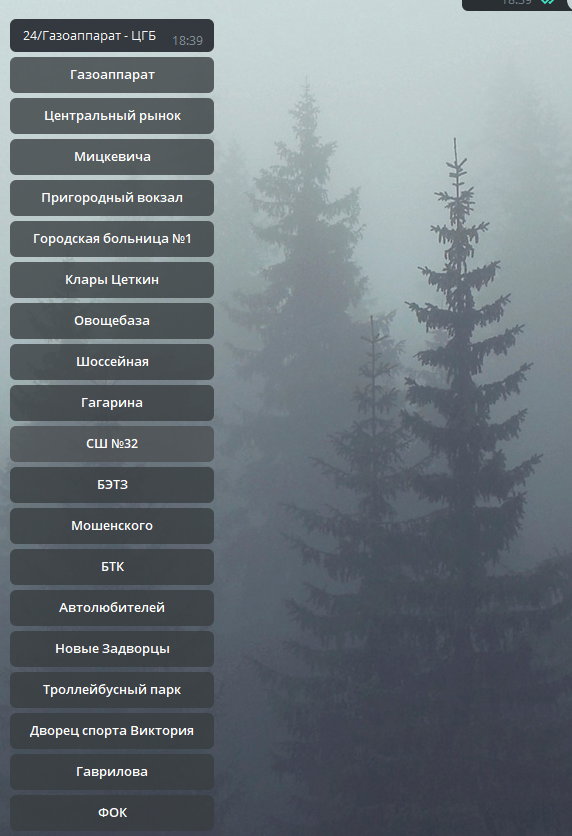 18:39
24/Газоаппарат - ЦГБ 18:39
Газоаппарат
Центральный рынок
Мицкевича
Пригородный вокзал
Городская больница №1
Клары Цеткин
Овощебаза
Шоссейная
Гагарина
СШ №32
БЭТЗ
Мошенского
БТК
Автолюбителей
Новые Задворцы
Троллейбусный парк
Дворец спорта Виктория
Гаврилова
ФОК